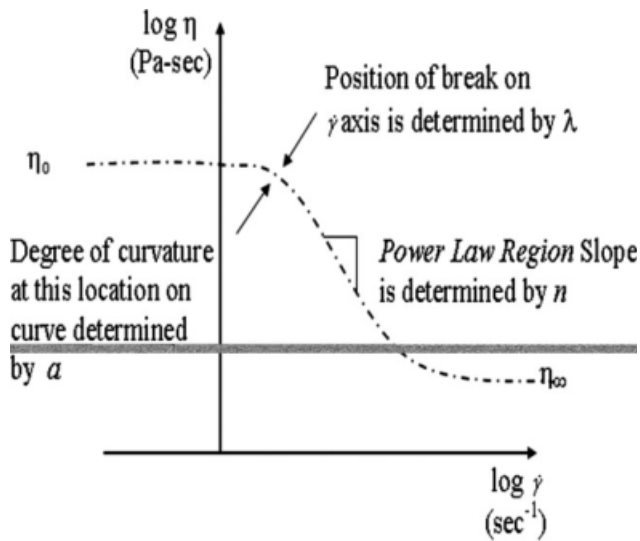 log η
(Pa-sec)
Position of break on
γ̇ axis is determined by λ
η₀
Degree of curvature
at this location on
curve determined
by a
Power Law Region Slope
is determined by n
η∞
log γ̇
(sec⁻¹)